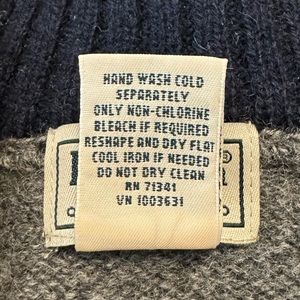 HAND WASH COLD
SEPARATELY
ONLY NON-CHLORINE
BLEACH IF REQUIRED
RESHAPE AND DRY FLAT
COOL IRON IF NEEDED
DO NOT DRY CLEAN
RN 71341
VN 1003631
®